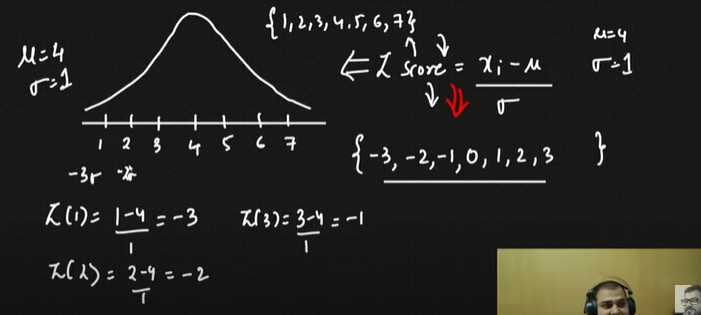 {1, 2, 3, 4.5, 6, 7}
μ=4
σ=1
⇐ Z score = xᵢ - μ / σ
μ=4
σ=1
1 2 3 4 5 6 7
-3σ
{-3, -2, -1, 0, 1, 2, 3 }
Z(1) = 1-4 / 1 = -3
Z(3) = 3-4 / 1 = -1
Z(2) = 2-4 / 1 = -2